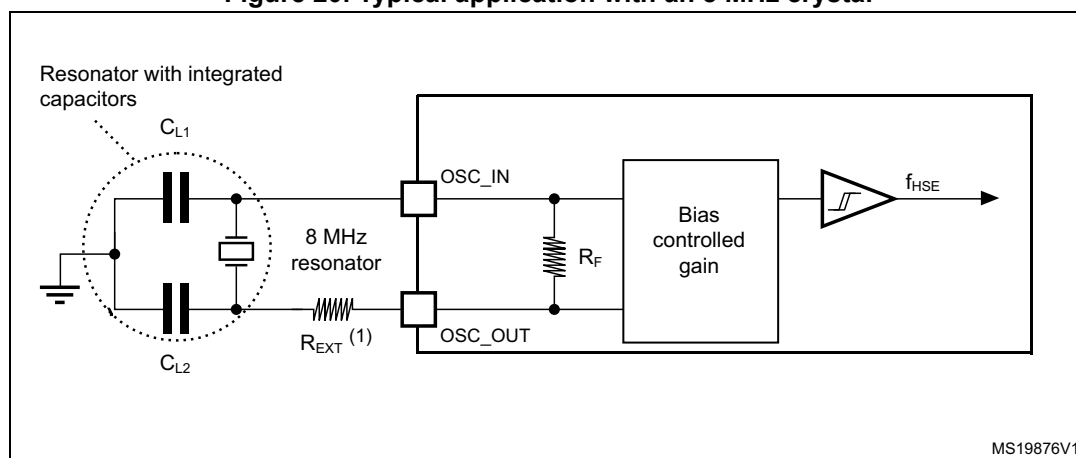 Resonator with integrated
capacitors
CL1
OSC_IN
fHSE
8 MHz
resonator
RF
Bias
controlled
gain
REXT (1)
OSC_OUT
CL2
MS19876V1